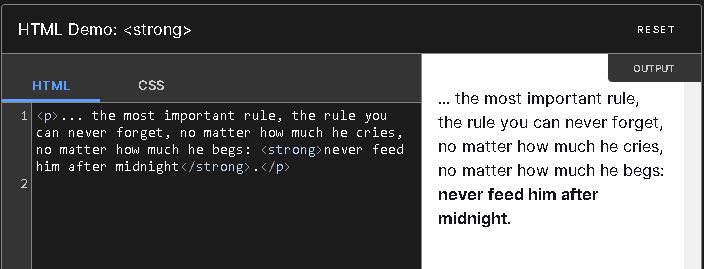 HTML Demo: <strong>
RESET
HTML
CSS
1
<p>... the most important rule, the rule you
can never forget, no matter how much he cries,
no matter how much he begs: <strong>never feed
him after midnight</strong>.</p>
2
OUTPUT
... the most important rule,
the rule you can never forget,
no matter how much he cries,
no matter how much he begs:
never feed him after
midnight.